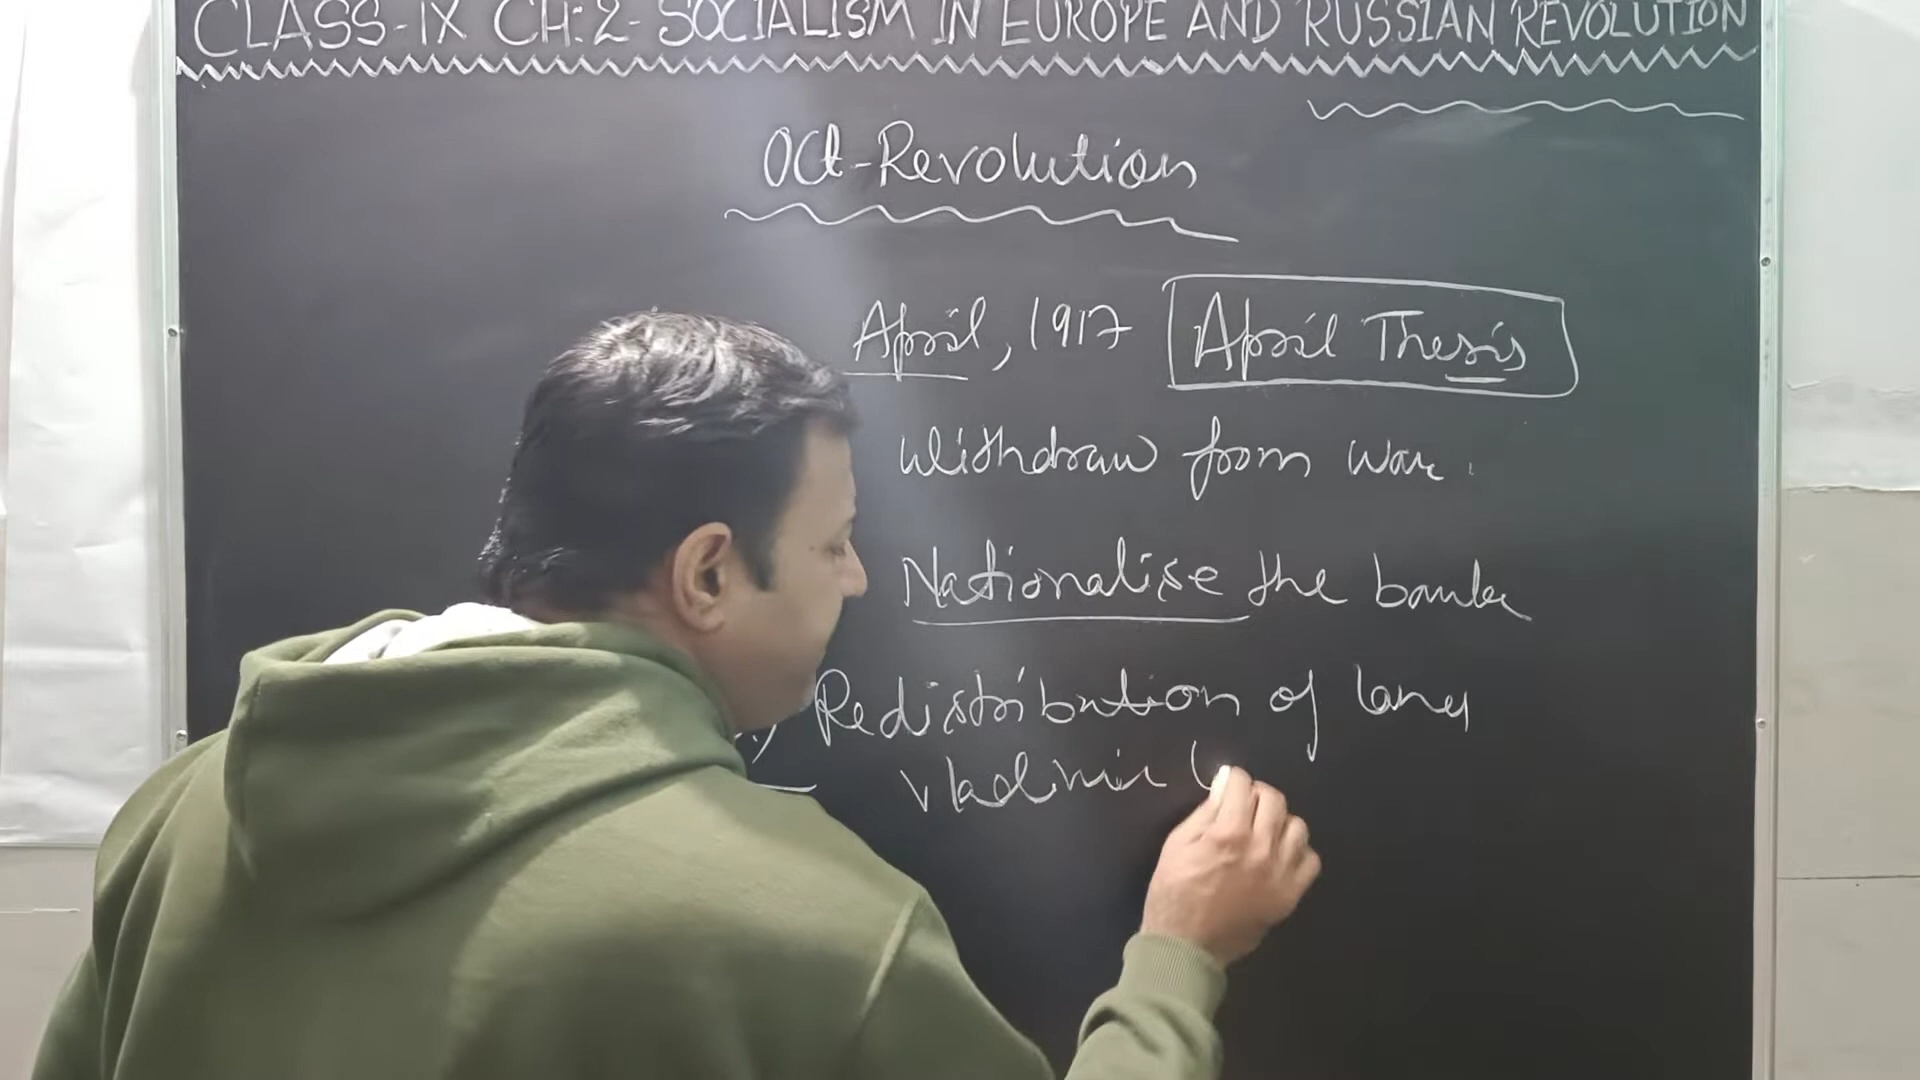 CLASS-IX CH:2- SOCIALISM IN EUROPE AND RUSSIAN REVOLUTION
Oct-Revolution
April, 1917 April Thesis
Withdraw from war.
Nationalise the banks
Redistribution of land
Vladimir